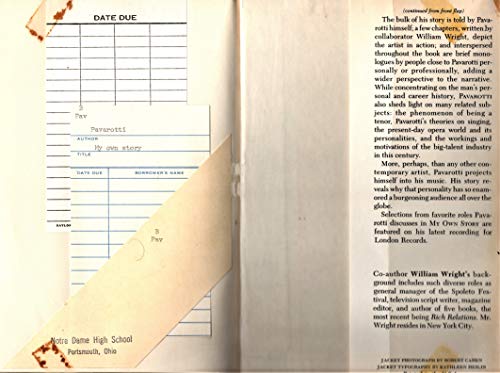 DATE DUE
B
Pav
Pavarotti
AUTHOR
My own story
TITLE
DATE DUE
BORROWER'S NAME
B
Pav
Notre Dame High School
Portsmouth, Ohio
(continued from front flap)
The bulk of his story is told by Pava-
rotti himself, a few chapters, written by
collaborator William Wright, depict
the artist in action; and interspersed
throughout the book are brief mono-
logues by people close to Pavarotti per-
sonally or professionally, adding a
wider perspective to the narrative.
While concentrating on the man's per-
sonal and career history, PAVAROTTI
also sheds light on many related sub-
jects: the phenomenon of being a
tenor, Pavarotti's theories on singing,
the present-day opera world and its
personalities, and the workings and
motivations of the big-talent industry
in this century.
More, perhaps, than any other con-
temporary artist, Pavarotti projects
himself into his music. His story re-
veals why that personality has so enam-
ored a burgeoning audience all over the
globe.
Selections from favorite roles Pava-
rotti discusses in MY OWN STORY are
featured on his latest recording for
London Records.
Co-author William Wright's back-
ground includes such diverse roles as
general manager of the Spoleto Fes-
tival, television script writer, magazine
editor, and author of five books, the
most recent being Rich Relations. Mr.
Wright resides in New York City.
JACKET PHOTOGRAPH BY ROBERT CAHEN
JACKET TYPOGRAPHY BY KATHLEEN HEILIN